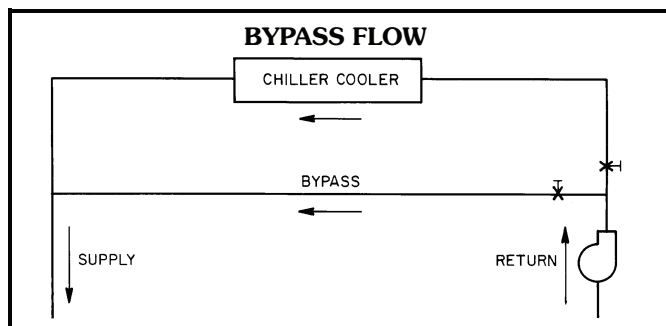 BYPASS FLOW
CHILLER COOLER
BYPASS
SUPPLY
RETURN